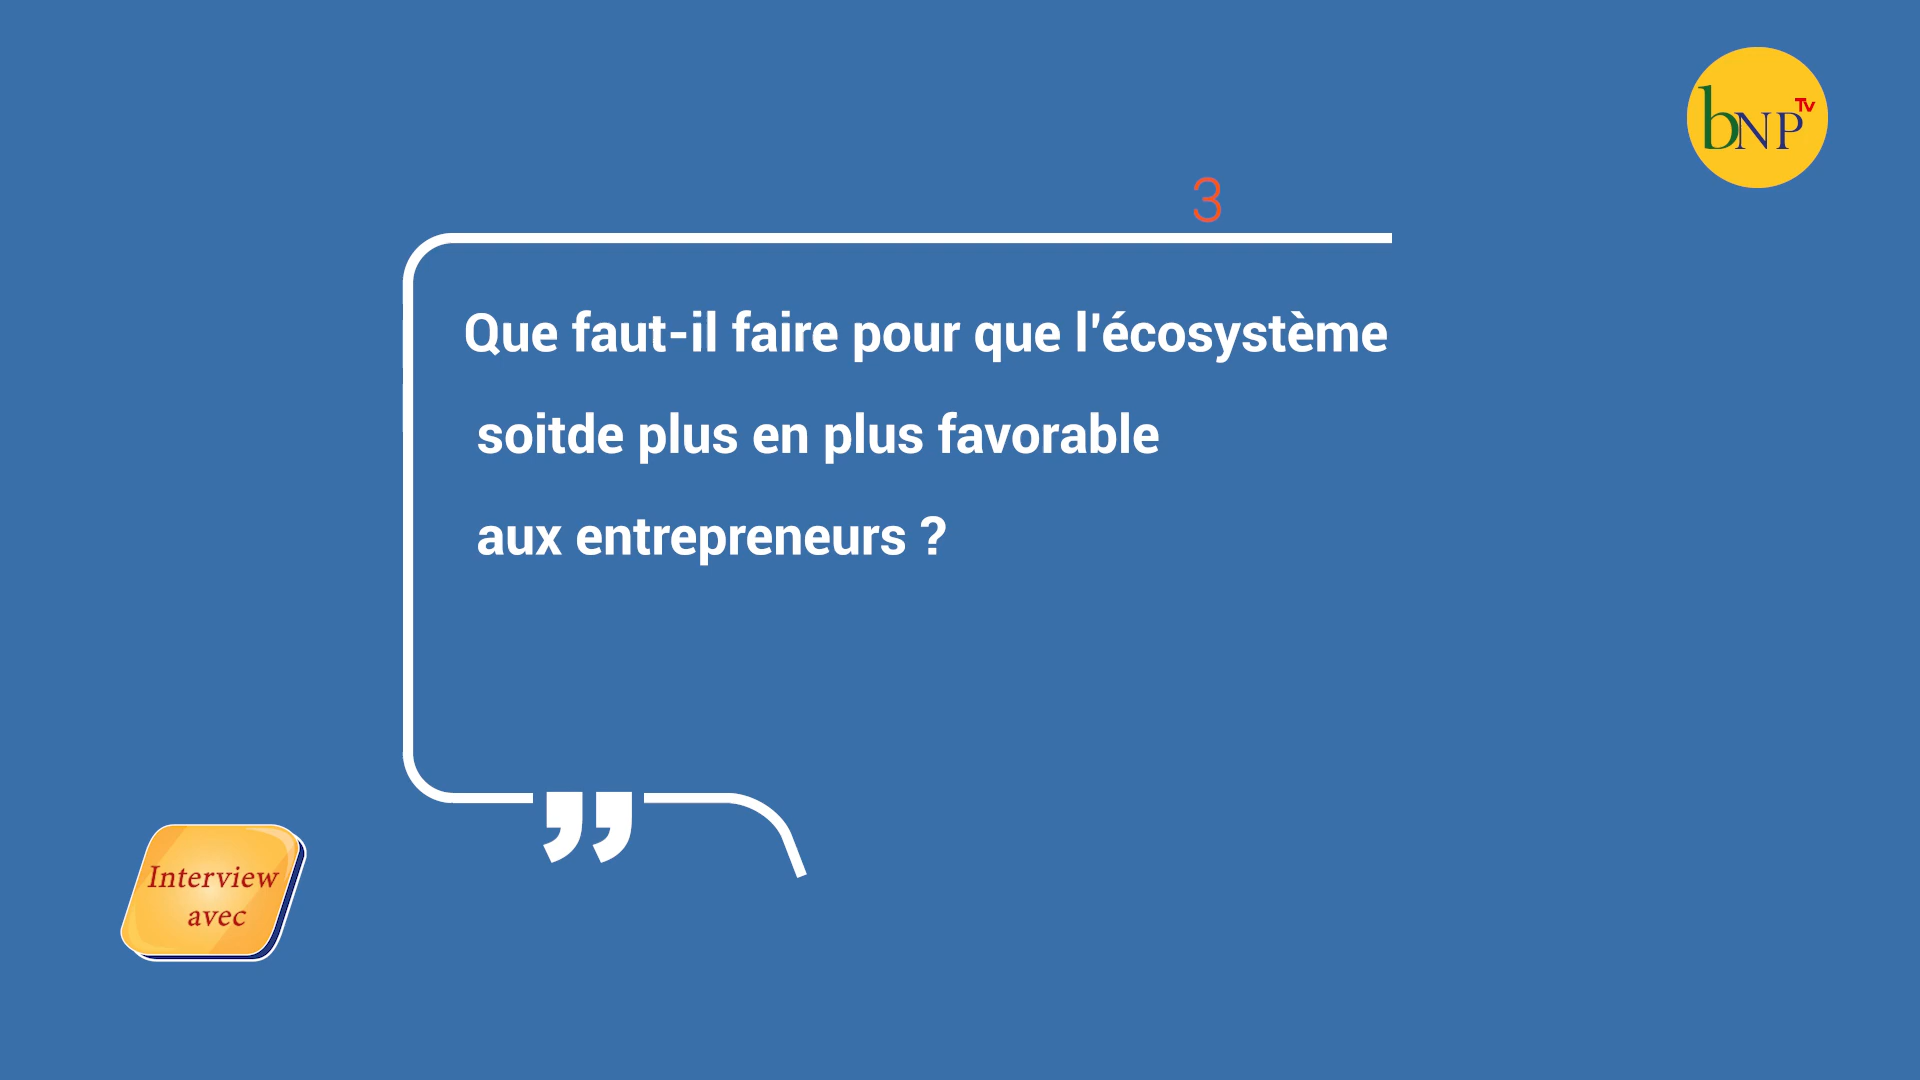 bNP Tv
3
Que faut-il faire pour que l'écosystème
soitde plus en plus favorable
aux entrepreneurs ?
Interview
avec